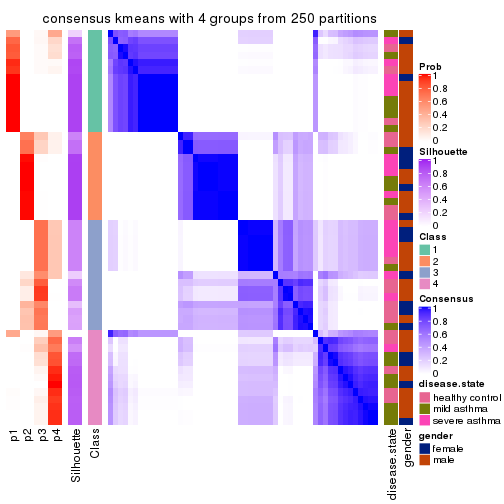 consensus kmeans with 4 groups from 250 partitions
Prob
1
0.8
0.6
0.4
0.2
0
Silhouette
1
0.8
0.6
0.4
0.2
0
Class
1
2
3
4
Consensus
1
0.8
0.6
0.4
0.2
0
disease.state
healthy control
mild asthma
severe asthma
gender
female
male
p1
p2
p3
p4
Silhouette
Class
disease.state
gender